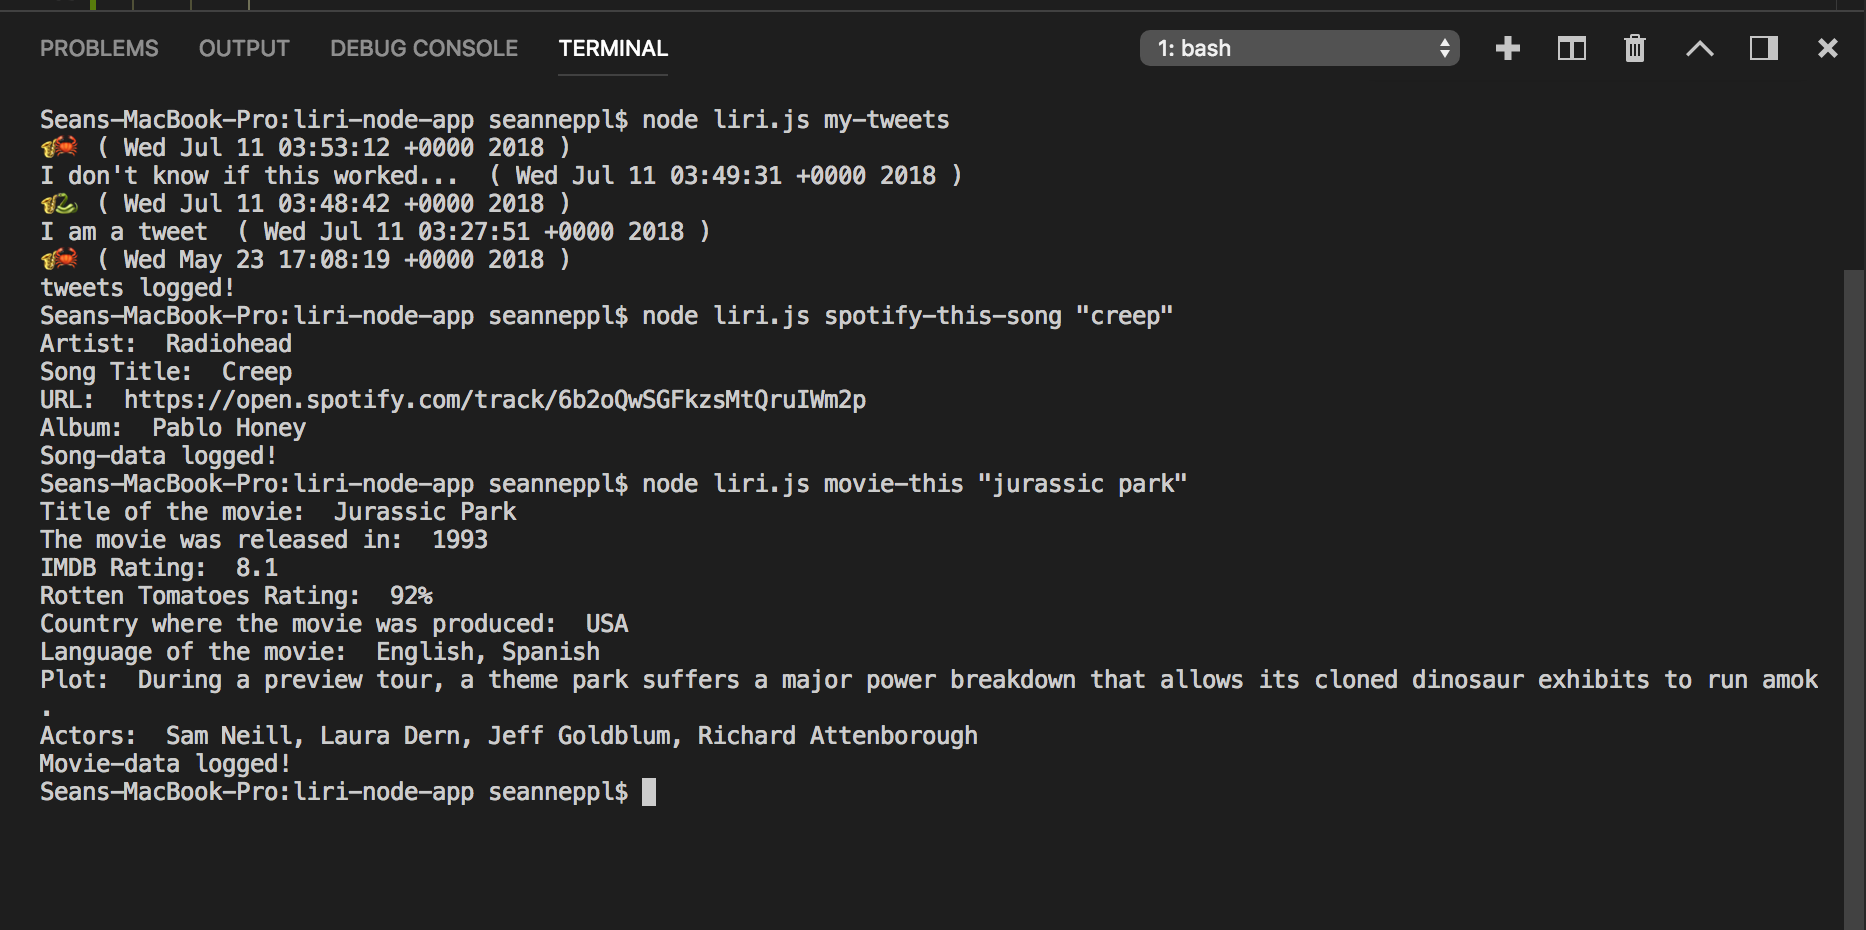 PROBLEMS OUTPUT DEBUG CONSOLE TERMINAL 1: bash
Seans-MacBook-Pro:liri-node-app seanneppl$ node liri.js my-tweets
🎷🦀 ( Wed Jul 11 03:53:12 +0000 2018 )
I don't know if this worked...  ( Wed Jul 11 03:49:31 +0000 2018 )
🎷🐍 ( Wed Jul 11 03:48:42 +0000 2018 )
I am a tweet  ( Wed Jul 11 03:27:51 +0000 2018 )
🎷🦀 ( Wed May 23 17:08:19 +0000 2018 )
tweets logged!
Seans-MacBook-Pro:liri-node-app seanneppl$ node liri.js spotify-this-song "creep"
Artist:  Radiohead
Song Title:  Creep
URL:  https://open.spotify.com/track/6b2oQwSGFkzsMtQruIWm2p
Album:  Pablo Honey
Song-data logged!
Seans-MacBook-Pro:liri-node-app seanneppl$ node liri.js movie-this "jurassic park"
Title of the movie:  Jurassic Park
The movie was released in:  1993
IMDB Rating:  8.1
Rotten Tomatoes Rating:  92%
Country where the movie was produced:  USA
Language of the movie:  English, Spanish
Plot:  During a preview tour, a theme park suffers a major power breakdown that allows its cloned dinosaur exhibits to run amok
.
Actors:  Sam Neill, Laura Dern, Jeff Goldblum, Richard Attenborough
Movie-data logged!
Seans-MacBook-Pro:liri-node-app seanneppl$